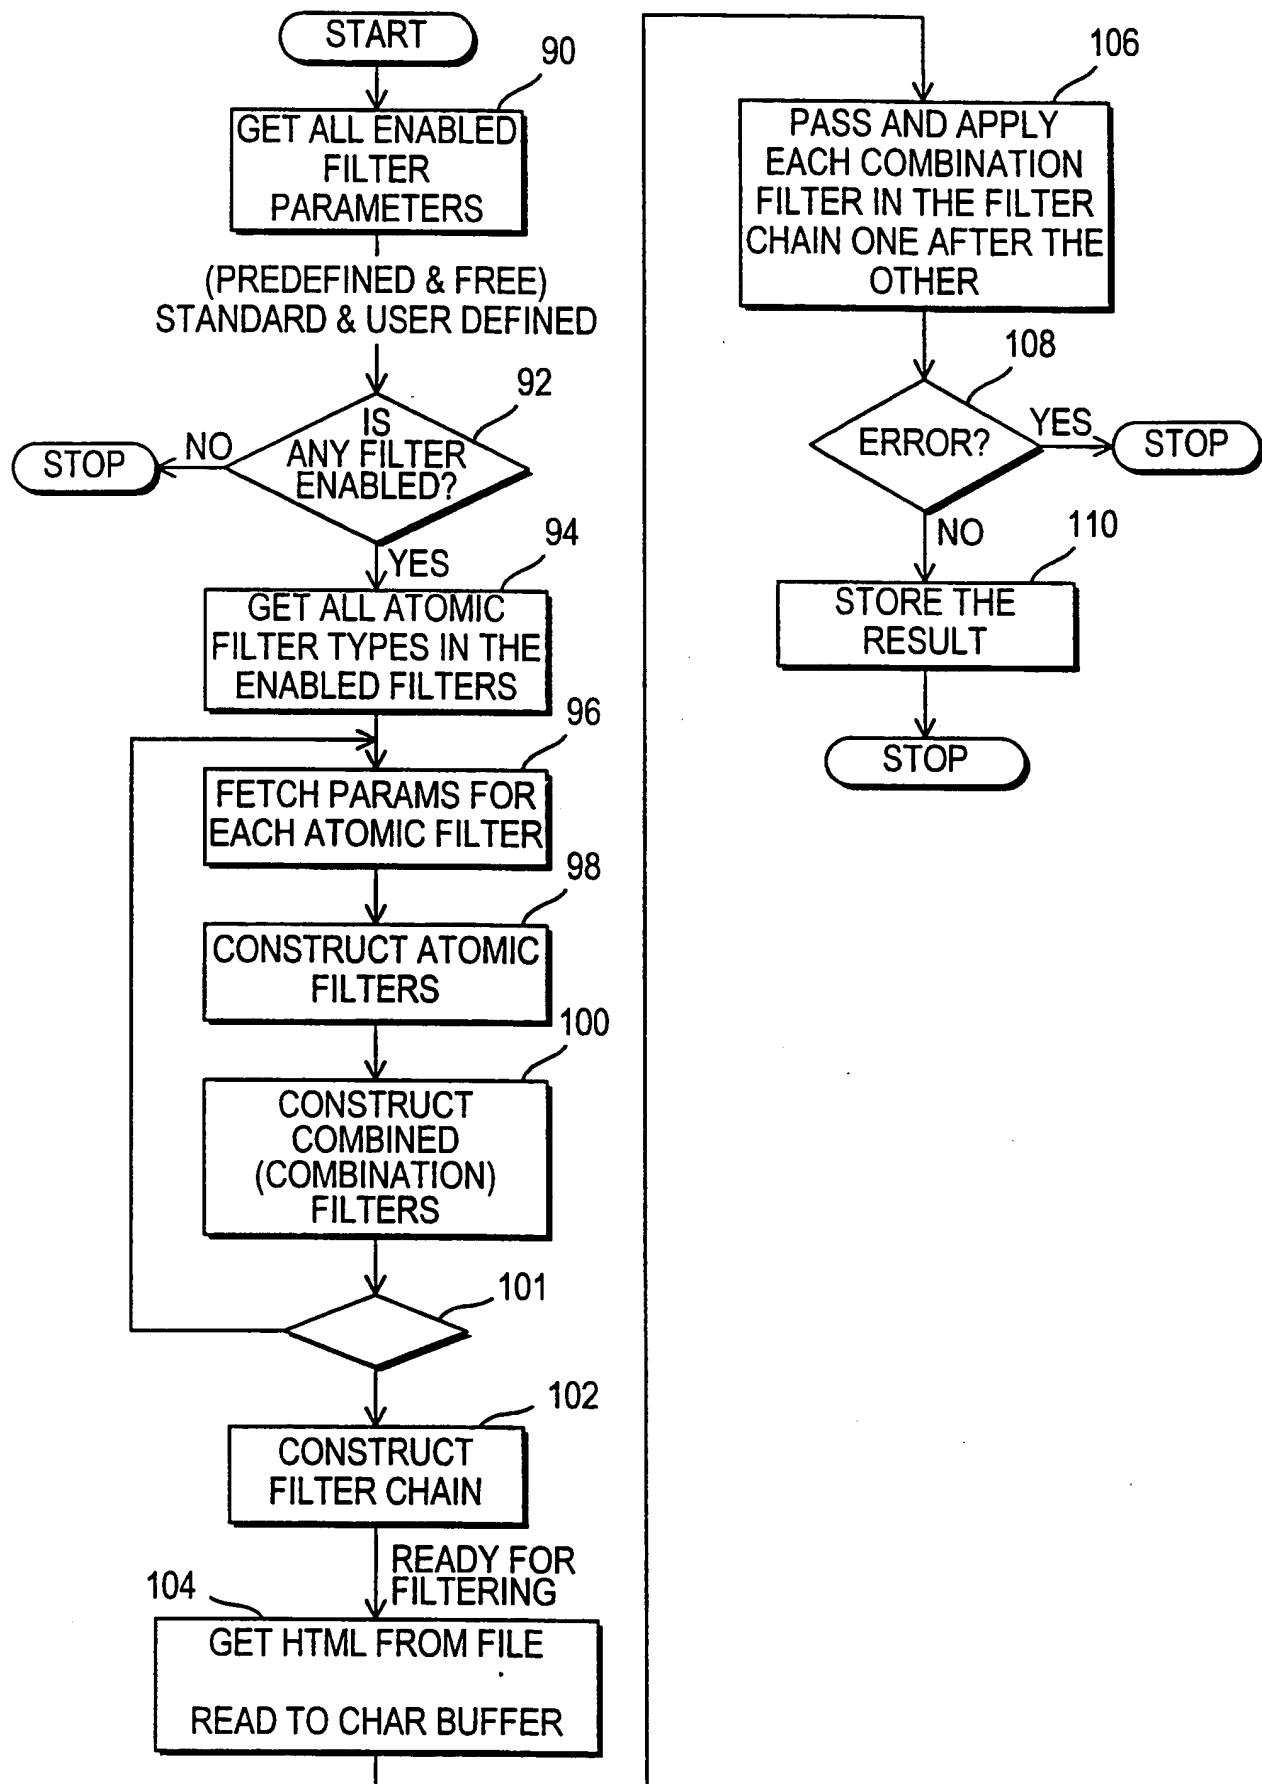 START
90
GET ALL ENABLED
FILTER
PARAMETERS
(PREDEFINED & FREE)
STANDARD & USER DEFINED
92
IS
ANY FILTER
ENABLED?
NO
STOP
YES
94
GET ALL ATOMIC
FILTER TYPES IN THE
ENABLED FILTERS
96
FETCH PARAMS FOR
EACH ATOMIC FILTER
98
CONSTRUCT ATOMIC
FILTERS
100
CONSTRUCT
COMBINED
(COMBINATION)
FILTERS
101
102
CONSTRUCT
FILTER CHAIN
READY FOR
FILTERING
104
GET HTML FROM FILE
READ TO CHAR BUFFER
106
PASS AND APPLY
EACH COMBINATION
FILTER IN THE FILTER
CHAIN ONE AFTER THE
OTHER
108
ERROR?
YES
STOP
NO
110
STORE THE
RESULT
STOP